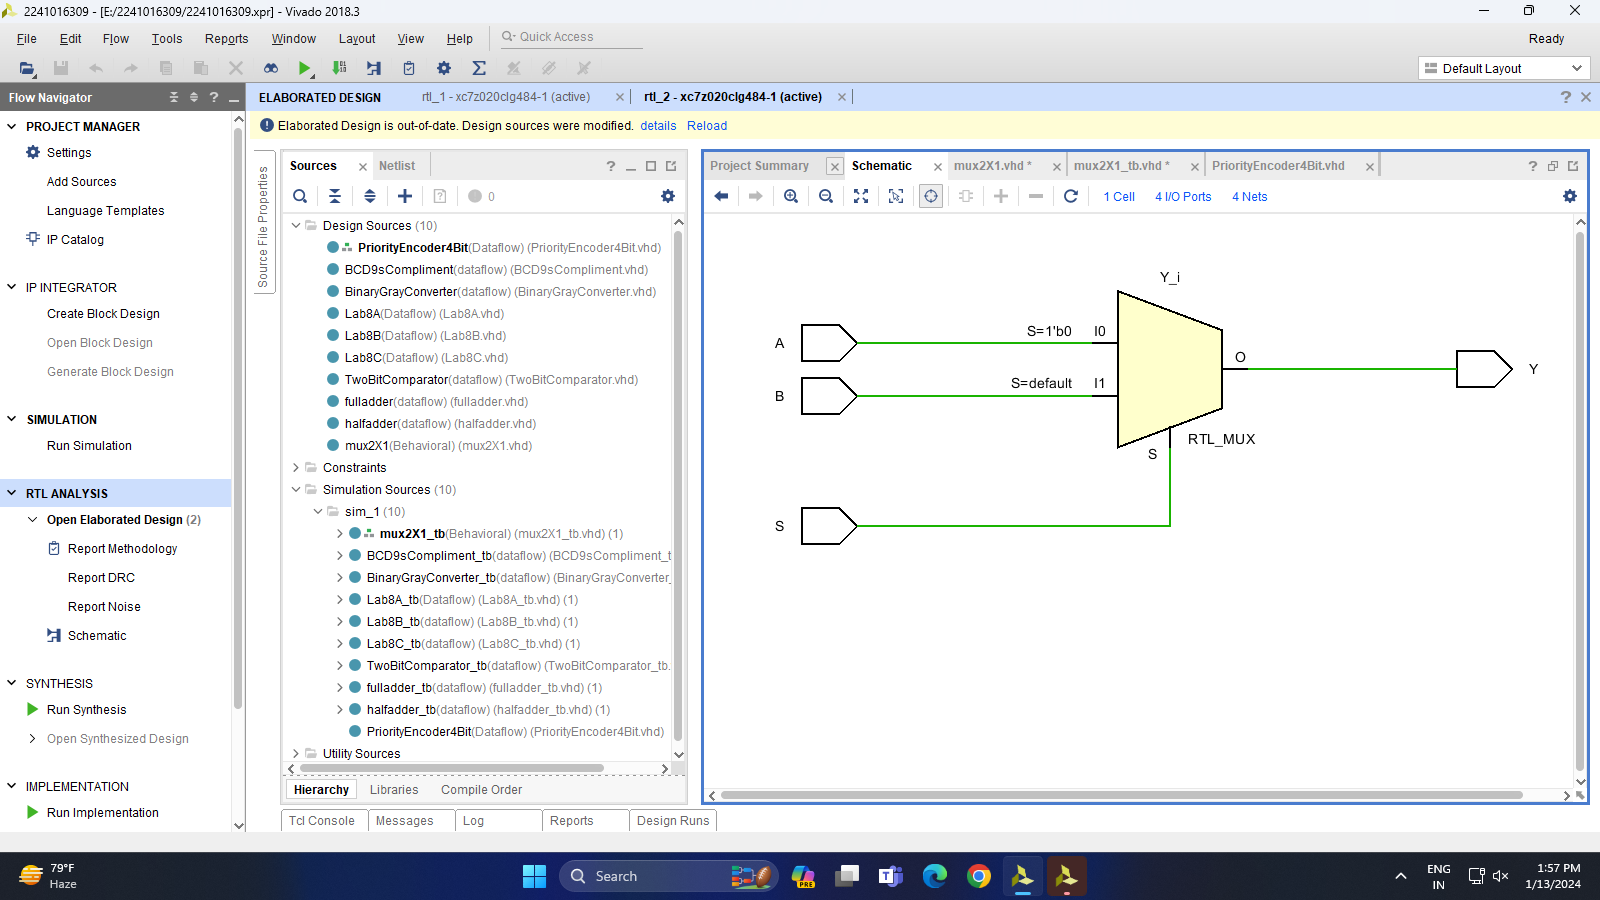 2241016309 - [E:/2241016309/2241016309.xpr] - Vivado 2018.3
File Edit Flow Tools Reports Window Layout View Help Quick Access Ready
Default Layout
Flow Navigator
ELABORATED DESIGN rtl_1 - xc7z020clg484-1 (active) rtl_2 - xc7z020clg484-1 (active)
Elaborated Design is out-of-date. Design sources were modified. details Reload
PROJECT MANAGER
Settings
Add Sources
Language Templates
IP Catalog
IP INTEGRATOR
Create Block Design
Open Block Design
Generate Block Design
SIMULATION
Run Simulation
RTL ANALYSIS
Open Elaborated Design (2)
Report Methodology
Report DRC
Report Noise
Schematic
SYNTHESIS
Run Synthesis
Open Synthesized Design
IMPLEMENTATION
Run Implementation
Source File Properties
Sources Netlist
0
Design Sources (10)
PriorityEncoder4Bit(Dataflow) (PriorityEncoder4Bit.vhd)
BCD9sCompliment(dataflow) (BCD9sCompliment.vhd)
BinaryGrayConverter(dataflow) (BinaryGrayConverter.vhd)
Lab8A(Dataflow) (Lab8A.vhd)
Lab8B(Dataflow) (Lab8B.vhd)
Lab8C(Dataflow) (Lab8C.vhd)
TwoBitComparator(dataflow) (TwoBitComparator.vhd)
fulladder(dataflow) (fulladder.vhd)
halfadder(dataflow) (halfadder.vhd)
mux2X1(Behavioral) (mux2X1.vhd)
Constraints
Simulation Sources (10)
sim_1 (10)
mux2X1_tb(Behavioral) (mux2X1_tb.vhd) (1)
BCD9sCompliment_tb(dataflow) (BCD9sCompliment_t
BinaryGrayConverter_tb(dataflow) (BinaryGrayConverter_
Lab8A_tb(Dataflow) (Lab8A_tb.vhd) (1)
Lab8B_tb(dataflow) (Lab8B_tb.vhd) (1)
Lab8C_tb(dataflow) (Lab8C_tb.vhd) (1)
TwoBitComparator_tb(dataflow) (TwoBitComparator_tb.
fulladder_tb(dataflow) (fulladder_tb.vhd) (1)
halfadder_tb(dataflow) (halfadder_tb.vhd) (1)
PriorityEncoder4Bit(Dataflow) (PriorityEncoder4Bit.vhd)
Utility Sources
Hierarchy Libraries Compile Order
Project Summary Schematic mux2X1.vhd * mux2X1_tb.vhd * PriorityEncoder4Bit.vhd
1 Cell 4 I/O Ports 4 Nets
Y_i
A S=1'b0 I0
O Y
B S=default I1
RTL_MUX
S
S
Tcl Console Messages Log Reports Design Runs
79°F
Haze
Search
PRE
ENG
IN
1:57 PM
1/13/2024